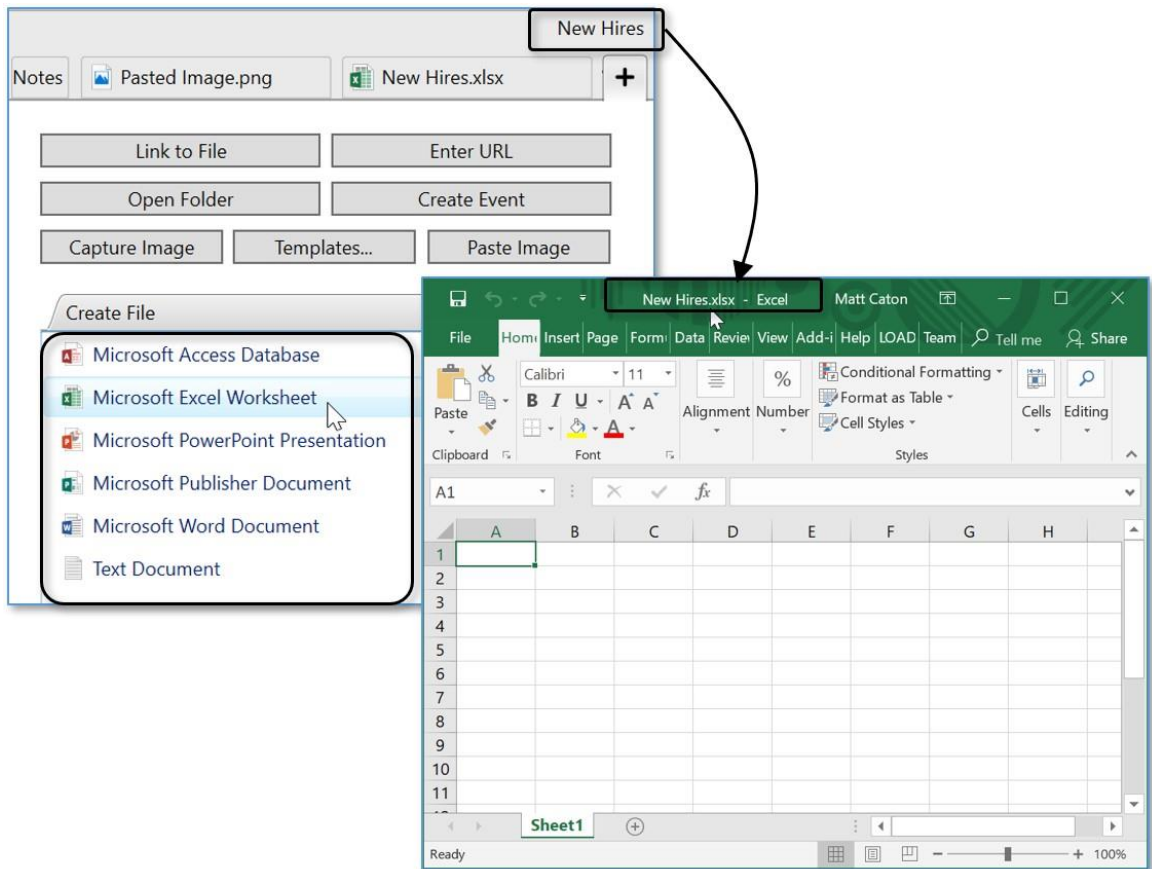 New Hires
Notes
Pasted Image.png
New Hires.xlsx
+
Link to File
Enter URL
Open Folder
Create Event
Capture Image
Templates...
Paste Image
Create File
Microsoft Access Database
Microsoft Excel Worksheet
Microsoft PowerPoint Presentation
Microsoft Publisher Document
Microsoft Word Document
Text Document
New Hires.xlsx - Excel
Matt Caton
File Home Insert Page Form Data Review View Add-i Help LOAD Team Tell me Share
Paste
Clipboard
Calibri 11
B I U A A
A
Font
Alignment
%
Number
Conditional Formatting
Format as Table
Cell Styles
Styles
Cells
Editing
A1 fx
A B C D E F G H
1
2
3
4
5
6
7
8
9
10
11
Sheet1
Ready
- + 100%